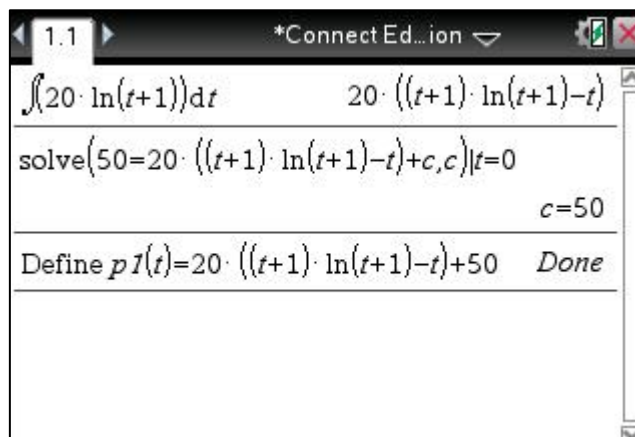 1.1 *Connect Ed...ion
∫(20· ln(t+1))dt 20· ((t+1)· ln(t+1)−t)
solve(50=20· ((t+1)· ln(t+1)−t)+c,c)|t=0
c=50
Define p1(t)=20· ((t+1)· ln(t+1)−t)+50 Done